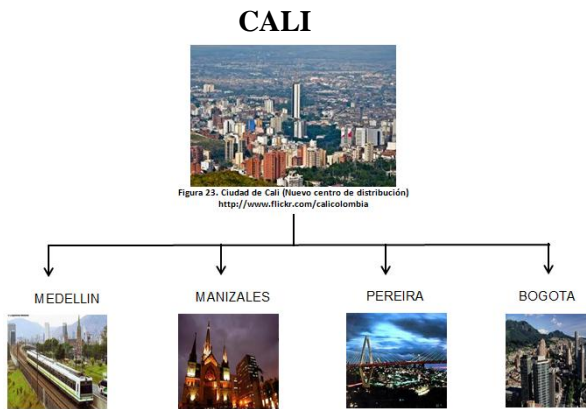 CALI
Figura 23. Ciudad de Cali (Nuevo centro de distribución)
http://www.flickr.com/calicolombia
MEDELLIN
MANIZALES
PEREIRA
BOGOTA